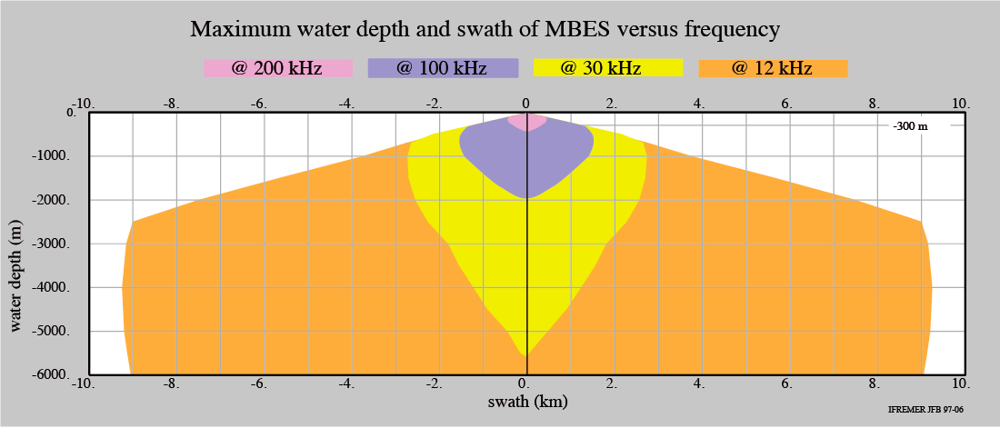 Maximum water depth and swath of MBES versus frequency
@ 200 kHz @ 100 kHz @ 30 kHz @ 12 kHz
-10. -8. -6. -4. -2. 0 2. 4. 6. 8. 10.
0.
-300 m
-1000.
-2000.
-3000.
-4000.
-5000.
-6000.
water depth (m)
-10. -8. -6. -4. -2. 0. 2. 4. 6. 8. 10.
swath (km)
IFREMER JFB 97-06